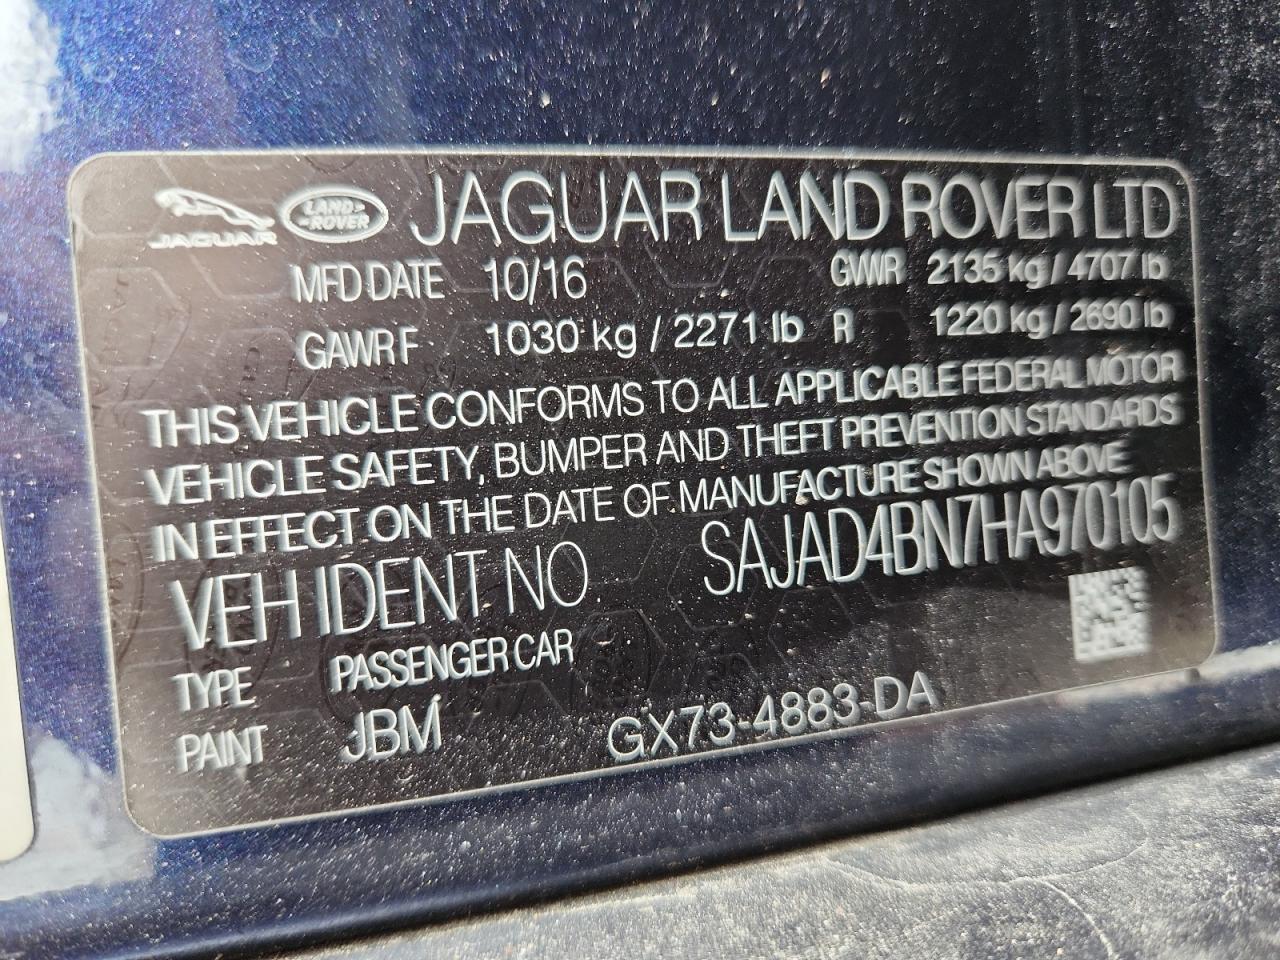 JAGUAR LAND-ROVER JAGUAR LAND ROVER LTD
MFD DATE 10/16 GWWR 2135 kg / 4707 lb
GAWR F 1030 kg / 2271 lb R 1220 kg / 2690 lb
THIS VEHICLE CONFORMS TO ALL APPLICABLE FEDERAL MOTOR
VEHICLE SAFETY, BUMPER AND THEFT PREVENTION STANDARDS
IN EFFECT ON THE DATE OF MANUFACTURE SHOWN ABOVE
VEH IDENT NO SAJAD4BN7HA970105
TYPE PASSENGER CAR
PAINT JBM GX73-4883-DA